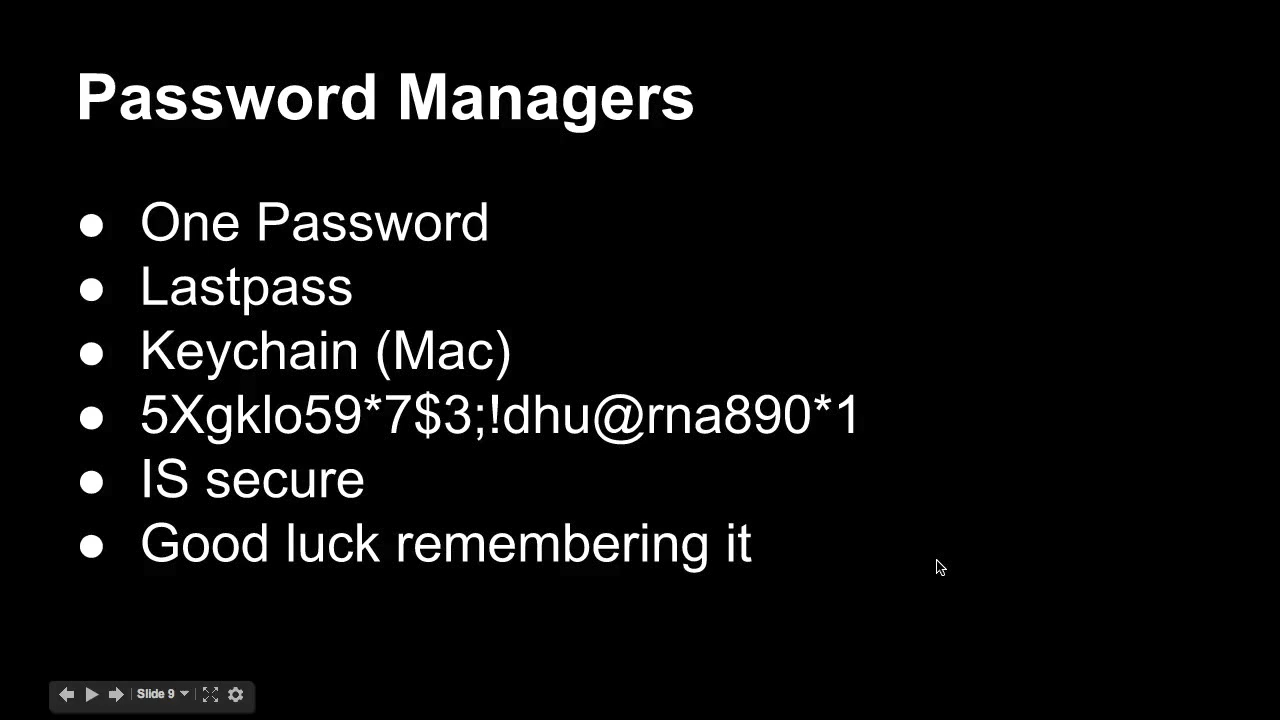 Password Managers
● One Password
● Lastpass
● Keychain (Mac)
● 5Xgklo59*7$3;!dhu@rna890*1
● IS secure
● Good luck remembering it
Slide 9